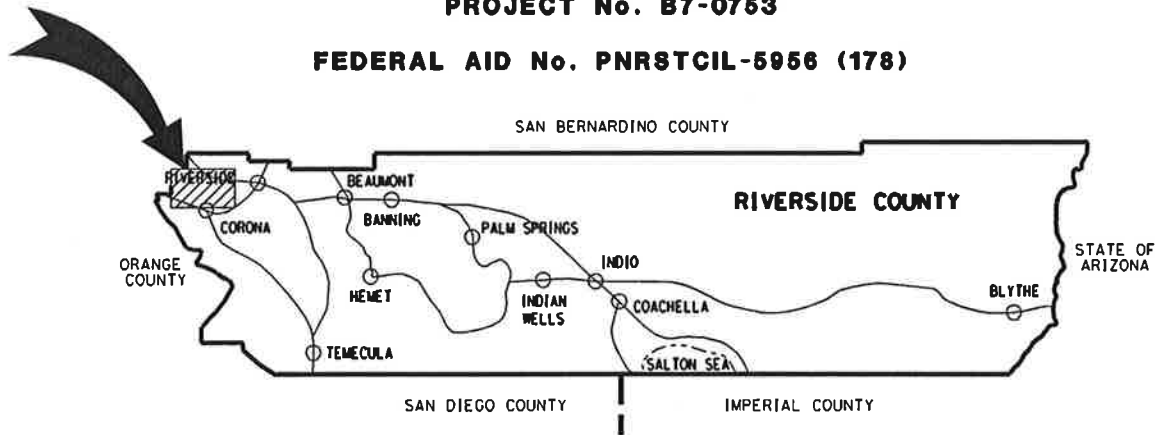 PROJECT No. B7-0753
FEDERAL AID No. PNRSTCIL-5956 (178)
SAN BERNARDINO COUNTY
RIVERSIDE
BEAUMONT
BANNING
RIVERSIDE COUNTY
CORONA
PALM SPRINGS
ORANGE
COUNTY
HEMET
INDIO
STATE OF
ARIZONA
INDIAN
WELLS
COACHELLA
BLYTHE
TEMECULA
SALTON SEA
SAN DIEGO COUNTY
IMPERIAL COUNTY